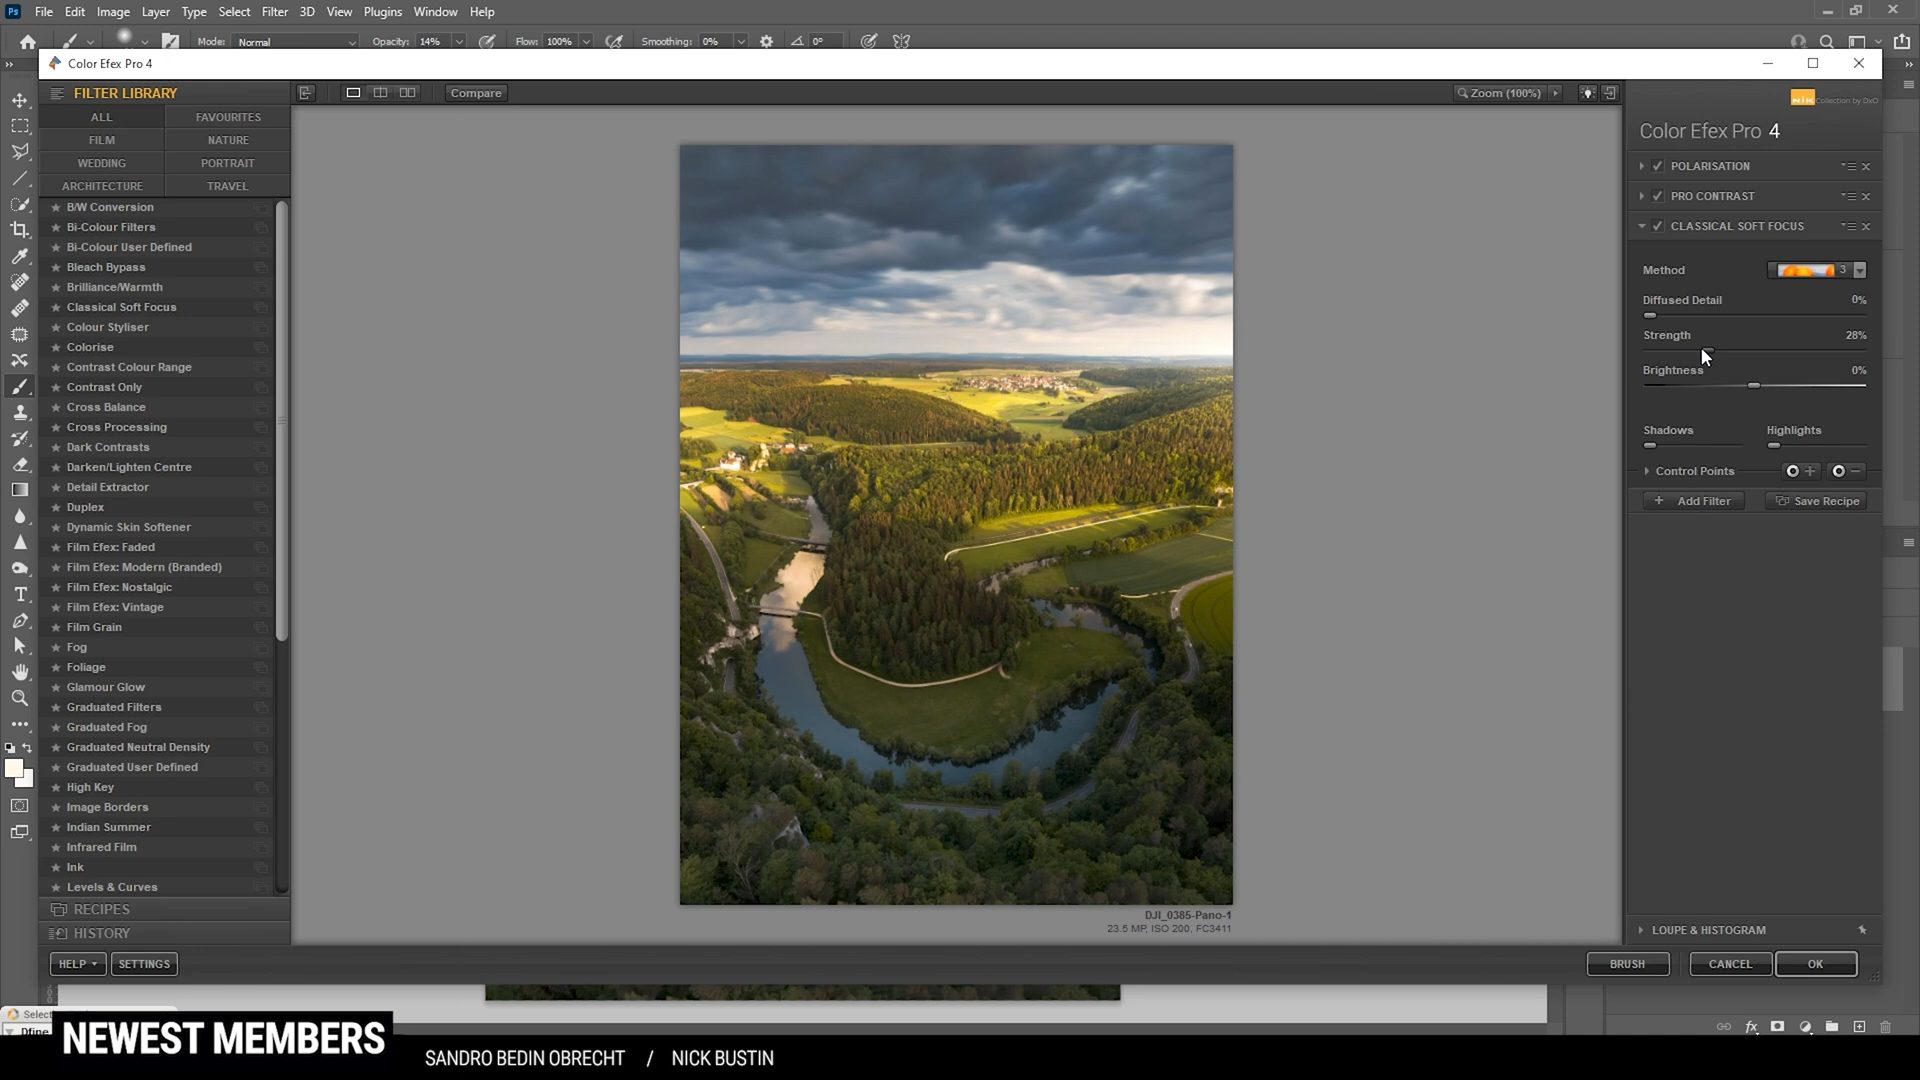 Ps File Edit Image Layer Type Select Filter 3D View Plugins Window Help
Mode: Normal Opacity: 14% Flow: 100% Smoothing: 0% 0°
Color Efex Pro 4
FILTER LIBRARY
Compare
Zoom (100%)
ALL FAVOURITES
FILM NATURE
WEDDING PORTRAIT
ARCHITECTURE TRAVEL
B/W Conversion
Bi-Colour Filters
Bi-Colour User Defined
Bleach Bypass
Brilliance/Warmth
Classical Soft Focus
Colour Styliser
Colorise
Contrast Colour Range
Contrast Only
Cross Balance
Cross Processing
Dark Contrasts
Darken/Lighten Centre
Detail Extractor
Duplex
Dynamic Skin Softener
Film Efex: Faded
Film Efex: Modern (Branded)
Film Efex: Nostalgic
Film Efex: Vintage
Film Grain
Fog
Foliage
Glamour Glow
Graduated Filters
Graduated Fog
Graduated Neutral Density
Graduated User Defined
High Key
Image Borders
Indian Summer
Infrared Film
Ink
Levels & Curves
RECIPES
HISTORY
HELP SETTINGS
DJI_0385-Pano-1
23.5 MP, ISO 200, FC3411
Nik Collection by DxO
Color Efex Pro 4
POLARISATION
PRO CONTRAST
CLASSICAL SOFT FOCUS
Method 3
Diffused Detail 0%
Strength 28%
Brightness 0%
Shadows Highlights
Control Points
Add Filter Save Recipe
LOUPE & HISTOGRAM
BRUSH CANCEL OK
Select
Dfine
NEWEST MEMBERS
SANDRO BEDIN OBRECHT / NICK BUSTIN